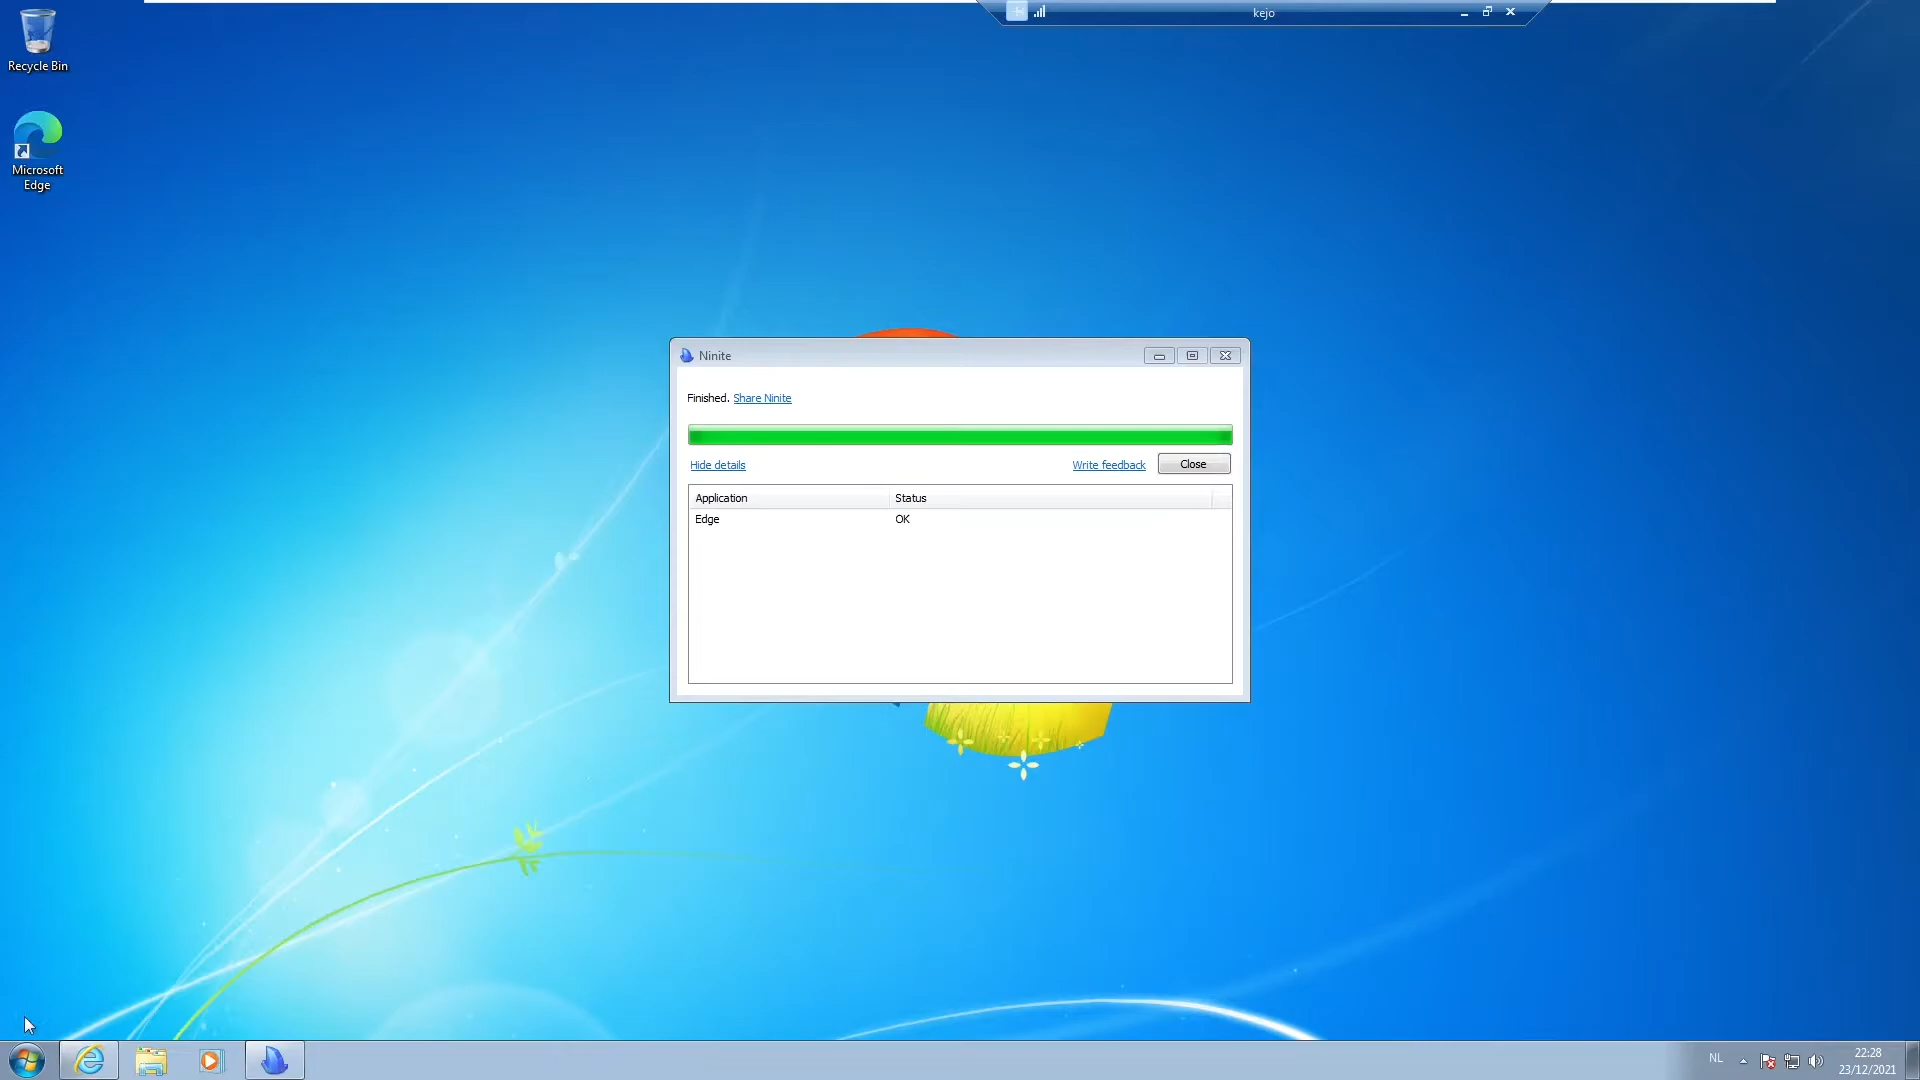 kejo
Recycle Bin
Microsoft
Edge
Ninite
Finished. Share Ninite
Hide details
Write feedback
Close
Application Status
Edge OK
NL
22:28
23/12/2021